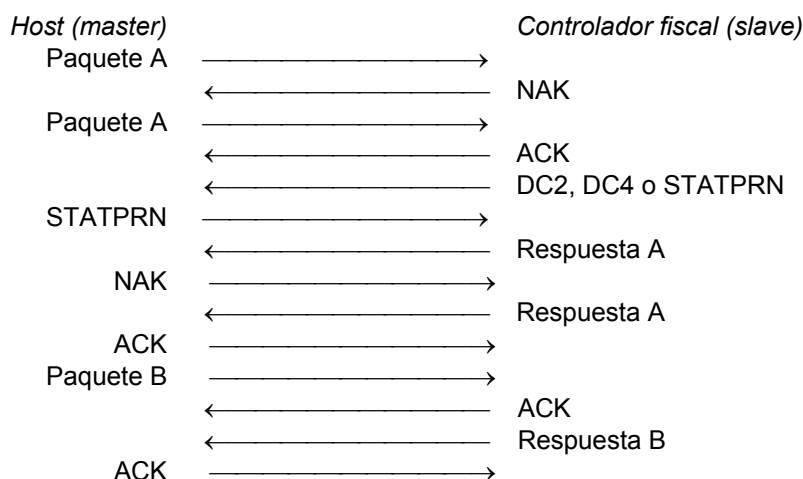 Host (master) Controlador fiscal (slave)
Paquete A
NAK
Paquete A
ACK
DC2, DC4 o STATPRN
STATPRN
Respuesta A
NAK
Respuesta A
ACK
Paquete B
ACK
Respuesta B
ACK